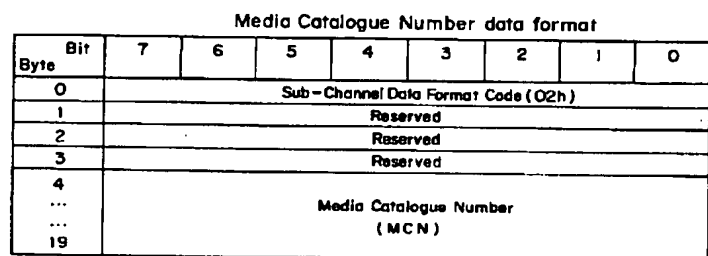 Media Catalogue Number data format
Bit 7 6 5 4 3 2 1 0
Byte
0 Sub-Channel Data Format Code (02h)
1 Reserved
2 Reserved
3 Reserved
4
...
Media Catalogue Number
... (MCN)
19